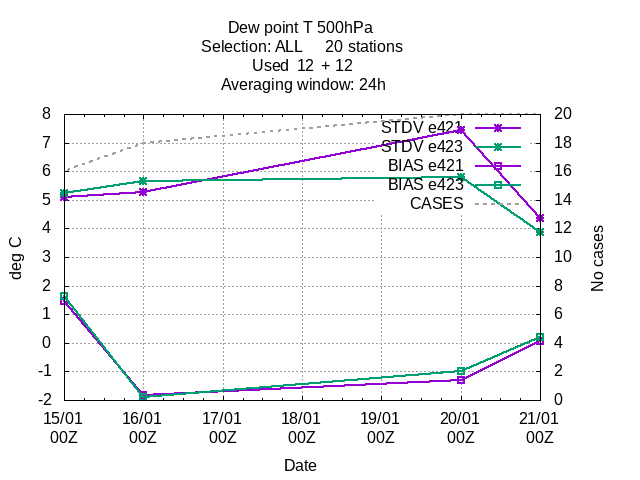 Dew point T 500hPa
Selection: ALL 20 stations
Used 12 + 12
Averaging window: 24h
8 20
STDV e421
7 18
STDV e423
6 BIAS e421 16
BIAS e423
5 CASES 14
4 12
3 10
2 8
1 6
0 4
-1 2
-2 0
deg C
No cases
15/01 16/01 17/01 18/01 19/01 20/01 21/01
00Z 00Z 00Z 00Z 00Z 00Z 00Z
Date